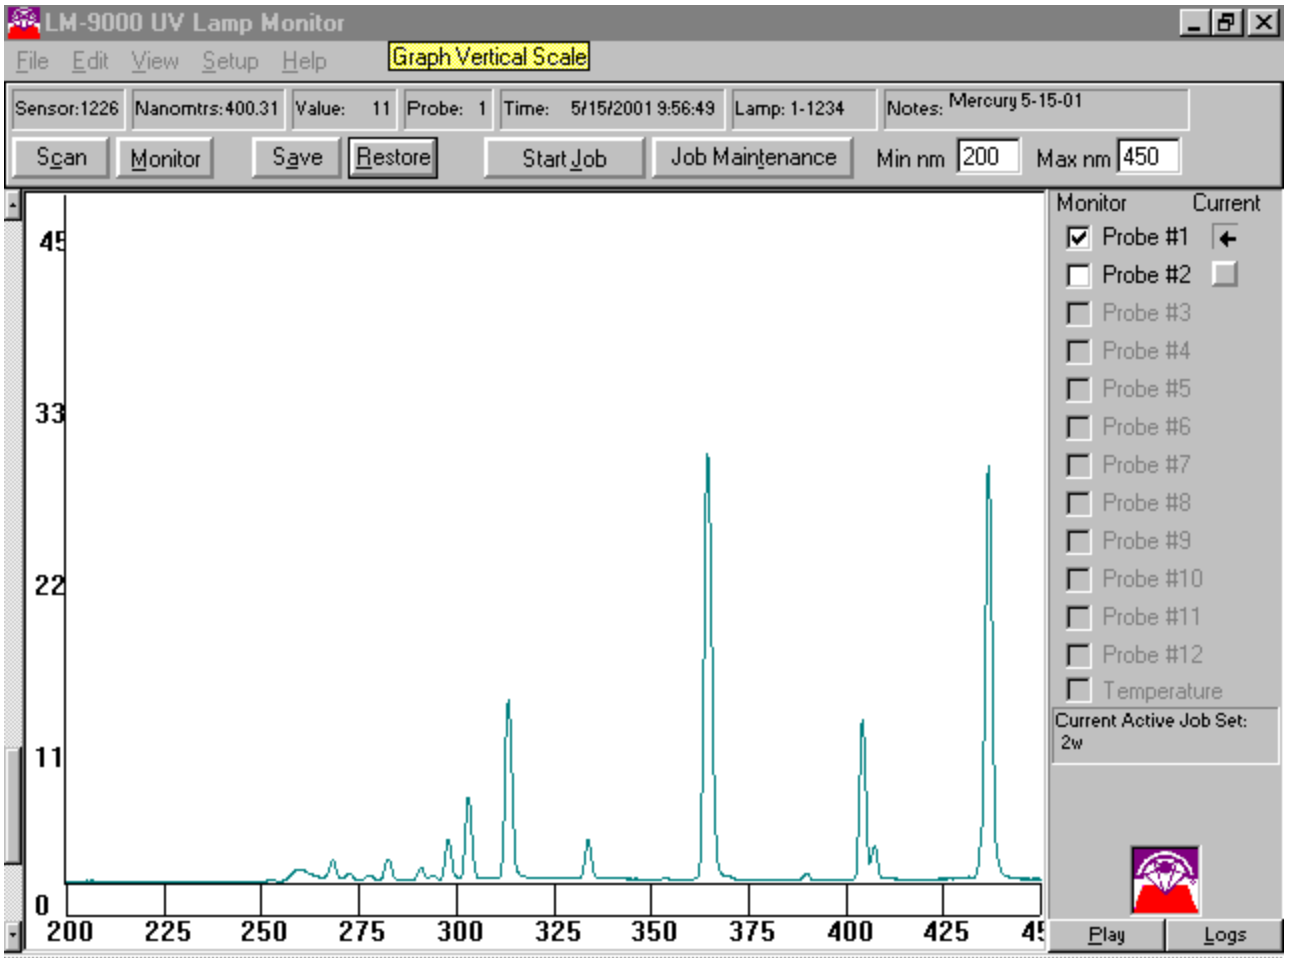 LM-9000 UV Lamp Monitor
File Edit View Setup Help
Graph Vertical Scale
Sensor:1226 Nanomtrs:400.31 Value: 11 Probe: 1 Time: 5/15/2001 9:56:49 Lamp: 1-1234 Notes: Mercury 5-15-01
Scan Monitor Save Restore Start Job Job Maintenance Min nm 200 Max nm 450
Monitor Current
Probe #1
Probe #2
Probe #3
Probe #4
Probe #5
Probe #6
Probe #7
Probe #8
Probe #9
Probe #10
Probe #11
Probe #12
Temperature
Current Active Job Set:
2w
45
33
22
11
0
200 225 250 275 300 325 350 375 400 425 45
Play Logs